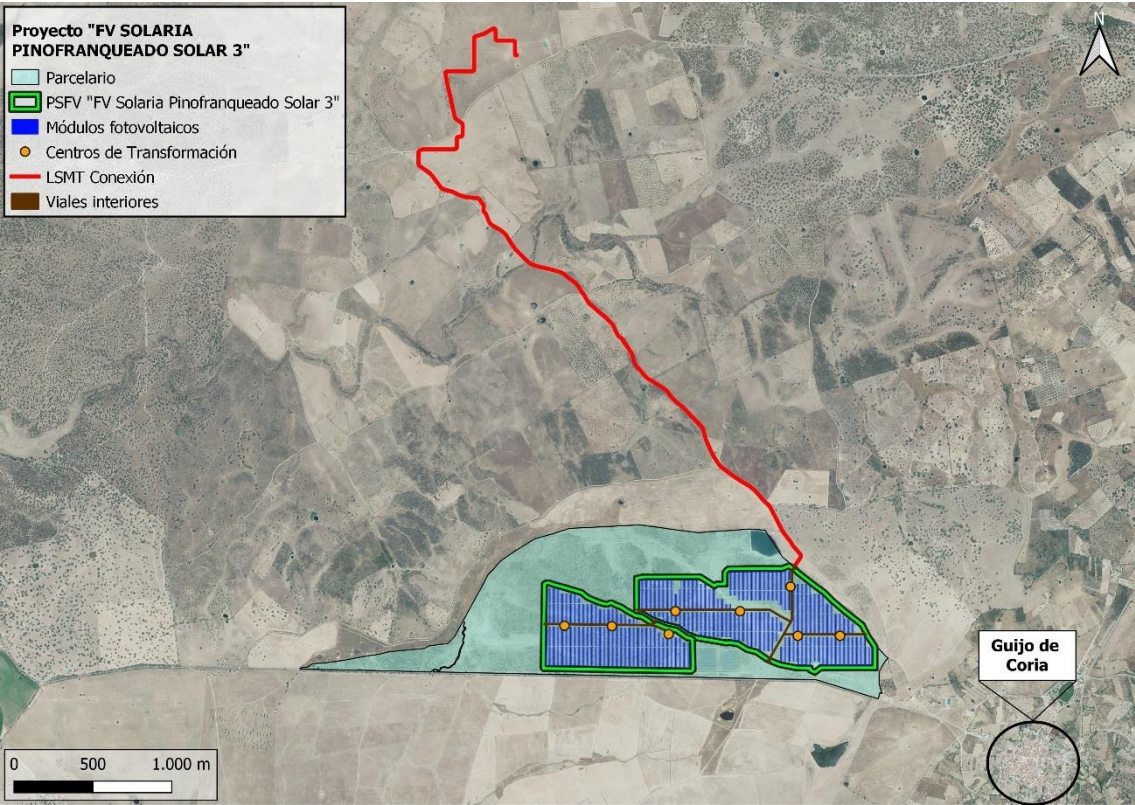 Proyecto "FV SOLARIA
PINOFRANQUEADO SOLAR 3"
Parcelario
PSFV "FV Solaria Pinofranqueado Solar 3"
Módulos fotovoltaicos
Centros de Transformación
LSMT Conexión
Viales interiores
N
Guijo de
Coria
0 500 1.000 m